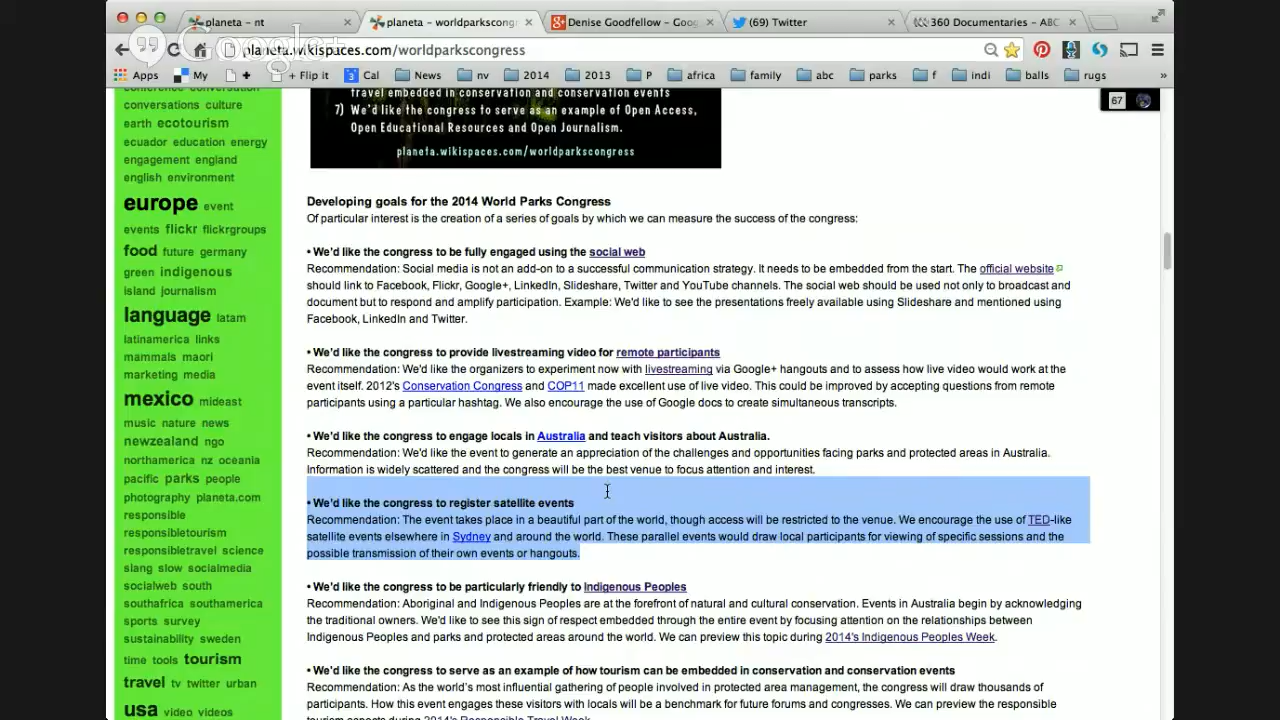 planeta - nt
planeta - worldparkscong
Denise Goodfellow - Goo
(69) Twitter
360 Documentaries - ABC
Google+
planeta.wikispaces.com/worldparkscongress
Apps
My
+
+ Flip it
3 Cal
News
nv
2014
2013
P
africa
family
abc
parks
f
indi
balls
rugs
»
conference conversation
conversations culture
earth ecotourism
ecuador education energy
engagement england
english environment
europe event
events flickr flickrgroups
food future germany
green indigenous
island journalism
language latam
latinamerica links
mammals maori
marketing media
mexico mideast
music nature news
newzealand ngo
northamerica nz oceania
pacific parks people
photography planeta.com
responsible
responsibletourism
responsibletravel science
slang slow socialmedia
socialweb south
southafrica southamerica
sports survey
sustainability sweden
time tools tourism
travel tv twitter urban
usa video videos
travel embedded in conservation and conservation events
7) We'd like the congress to serve as an example of Open Access,
Open Educational Resources and Open Journalism.
planeta.wikispaces.com/worldparkscongress
67
Developing goals for the 2014 World Parks Congress
Of particular interest is the creation of a series of goals by which we can measure the success of the congress:
• We'd like the congress to be fully engaged using the social web
Recommendation: Social media is not an add-on to a successful communication strategy. It needs to be embedded from the start. The official website
should link to Facebook, Flickr, Google+, LinkedIn, Slideshare, Twitter and YouTube channels. The social web should be used not only to broadcast and
document but to respond and amplify participation. Example: We'd like to see the presentations freely available using Slideshare and mentioned using
Facebook, LinkedIn and Twitter.
• We'd like the congress to provide livestreaming video for remote participants
Recommendation: We'd like the organizers to experiment now with livestreaming via Google+ hangouts and to assess how live video would work at the
event itself. 2012's Conservation Congress and COP11 made excellent use of live video. This could be improved by accepting questions from remote
participants using a particular hashtag. We also encourage the use of Google docs to create simultaneous transcripts.
• We'd like the congress to engage locals in Australia and teach visitors about Australia.
Recommendation: We'd like the event to generate an appreciation of the challenges and opportunities facing parks and protected areas in Australia.
Information is widely scattered and the congress will be the best venue to focus attention and interest.
• We'd like the congress to register satellite events
Recommendation: The event takes place in a beautiful part of the world, though access will be restricted to the venue. We encourage the use of TED-like
satellite events elsewhere in Sydney and around the world. These parallel events would draw local participants for viewing of specific sessions and the
possible transmission of their own events or hangouts.
• We'd like the congress to be particularly friendly to Indigenous Peoples
Recommendation: Aboriginal and Indigenous Peoples are at the forefront of natural and cultural conservation. Events in Australia begin by acknowledging
the traditional owners. We'd like to see this sign of respect embedded through the entire event by focusing attention on the relationships between
Indigenous Peoples and parks and protected areas around the world. We can preview this topic during 2014's Indigenous Peoples Week.
• We'd like the congress to serve as an example of how tourism can be embedded in conservation and conservation events
Recommendation: As the world's most influential gathering of people involved in protected area management, the congress will draw thousands of
participants. How this event engages these visitors with locals will be a benchmark for future forums and congresses. We can preview the responsible
tourism aspects during 2014's Responsible Travel Week.